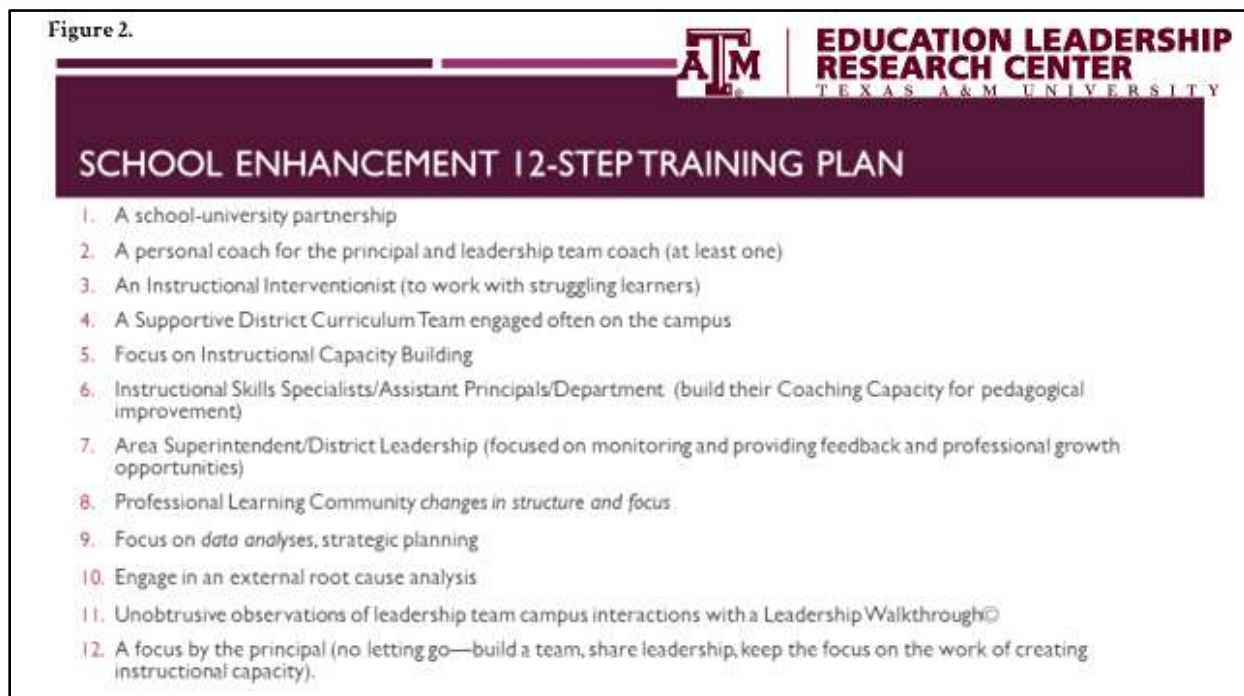 Figure 2.
ATM
EDUCATION LEADERSHIP
RESEARCH CENTER
TEXAS A&M UNIVERSITY
SCHOOL ENHANCEMENT 12-STEP TRAINING PLAN
1. A school-university partnership
2. A personal coach for the principal and leadership team coach (at least one)
3. An Instructional Interventionist (to work with struggling learners)
4. A Supportive District Curriculum Team engaged often on the campus
5. Focus on Instructional Capacity Building
6. Instructional Skills Specialists/Assistant Principals/Department (build their Coaching Capacity for pedagogical
improvement)
7. Area Superintendent/District Leadership (focused on monitoring and providing feedback and professional growth
opportunities)
8. Professional Learning Community changes in structure and focus
9. Focus on data analyses, strategic planning
10. Engage in an external root cause analysis
11. Unobtrusive observations of leadership team campus interactions with a Leadership Walkthrough©
12. A focus by the principal (no letting go—build a team, share leadership, keep the focus on the work of creating
instructional capacity).